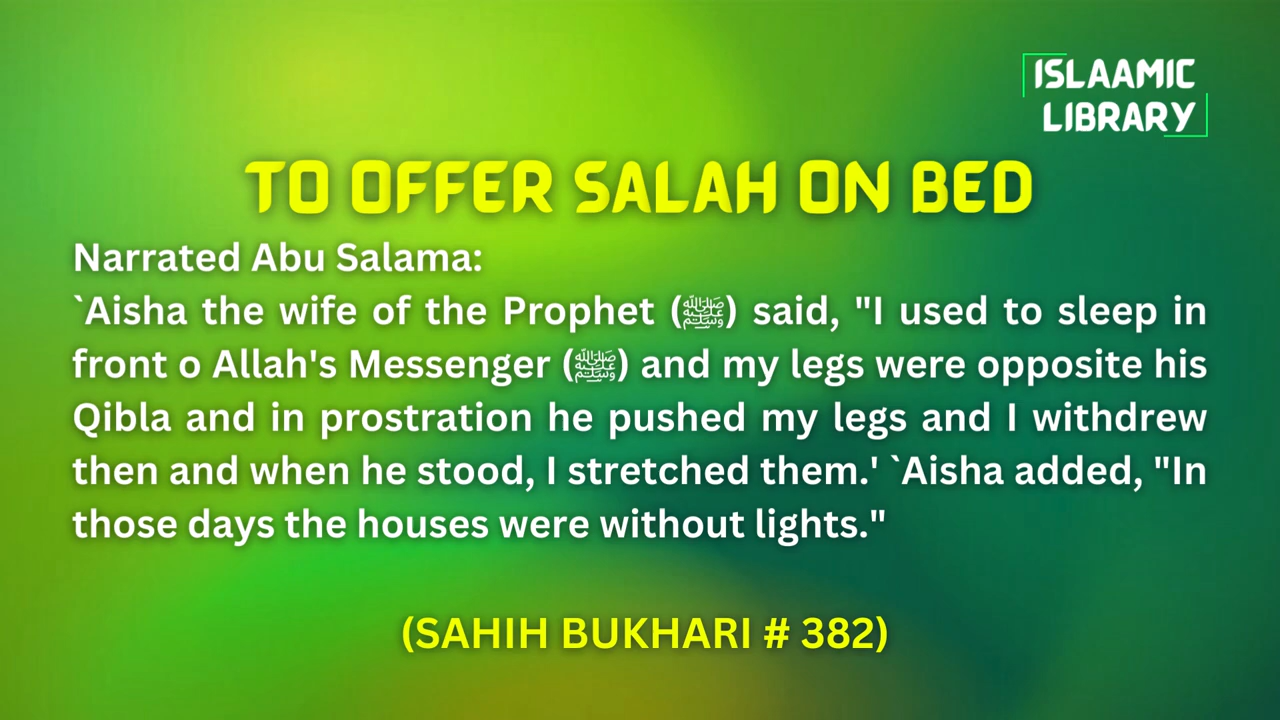 ISLAAMIC
LIBRARY
TO OFFER SALAH ON BED
Narrated Abu Salama:
`Aisha the wife of the Prophet (ﷺ) said, "I used to sleep in
front o Allah's Messenger (ﷺ) and my legs were opposite his
Qibla and in prostration he pushed my legs and I withdrew
then and when he stood, I stretched them.' `Aisha added, "In
those days the houses were without lights."
(SAHIH BUKHARI # 382)